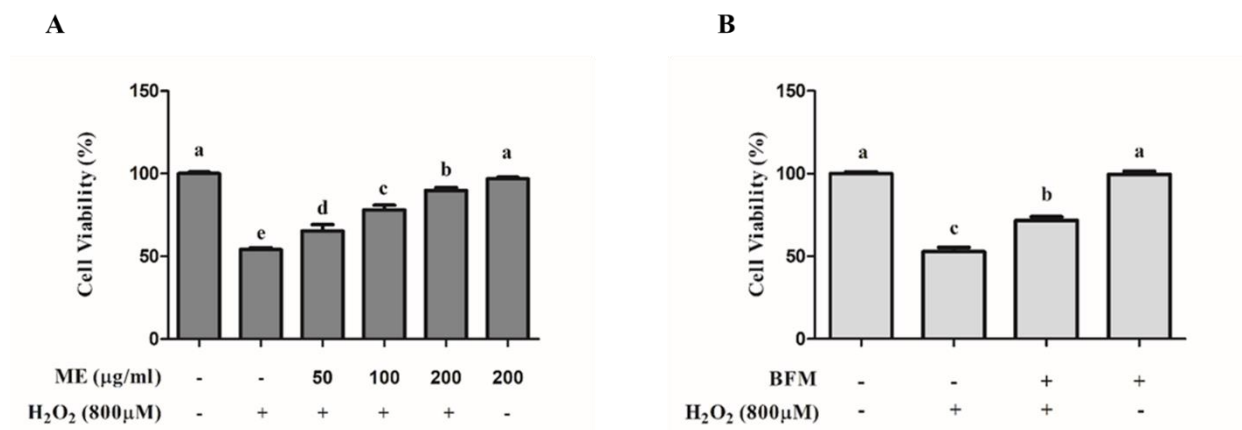 A
Cell Viability (%)
150
100
50
0
a
e
d
c
b
a
ME (μg/ml) - - 50 100 200 200
H₂O₂ (800μM) - + + + + -
B
Cell Viability (%)
150
100
50
0
a
c
b
a
BFM - - + +
H₂O₂ (800μM) - + + -